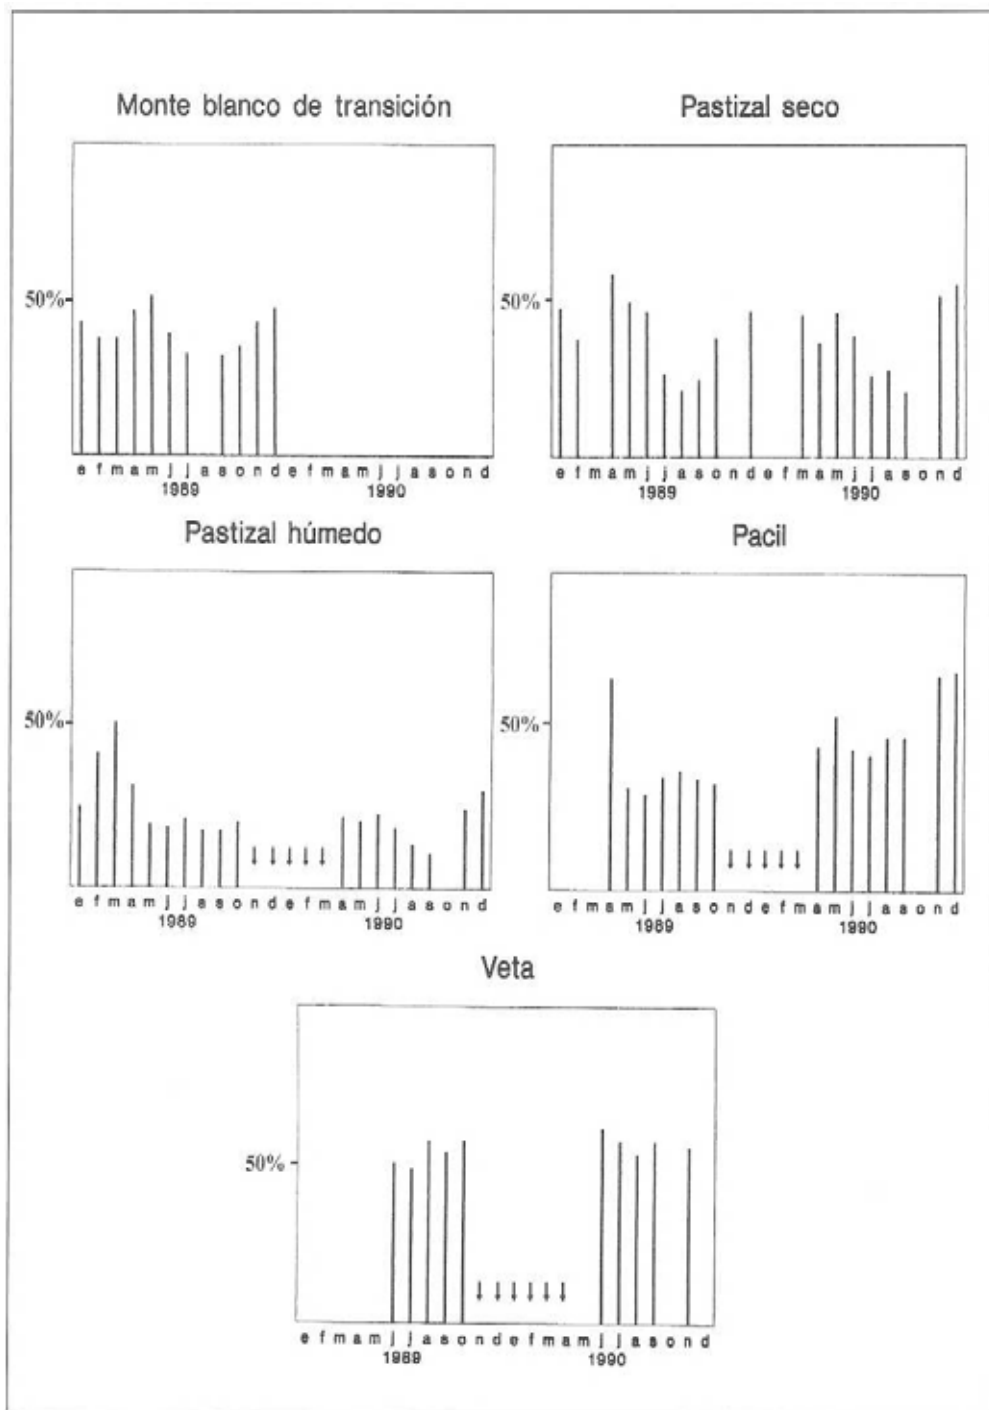 Monte blanco de transición
50%
e f m a m j j a s o n d e f m a m j j a s o n d
1989 1990
Pastizal seco
50%
e f m a m j j a s o n d e f m a m j j a s o n d
1989 1990
Pastizal húmedo
50%
e f m a m j j a s o n d e f m a m j j a s o n d
1989 1990
Pacil
50%
e f m a m j j a s o n d e f m a m j j a s o n d
1989 1990
Veta
50%
e f m a m j j a s o n d e f m a m j j a s o n d
1989 1990